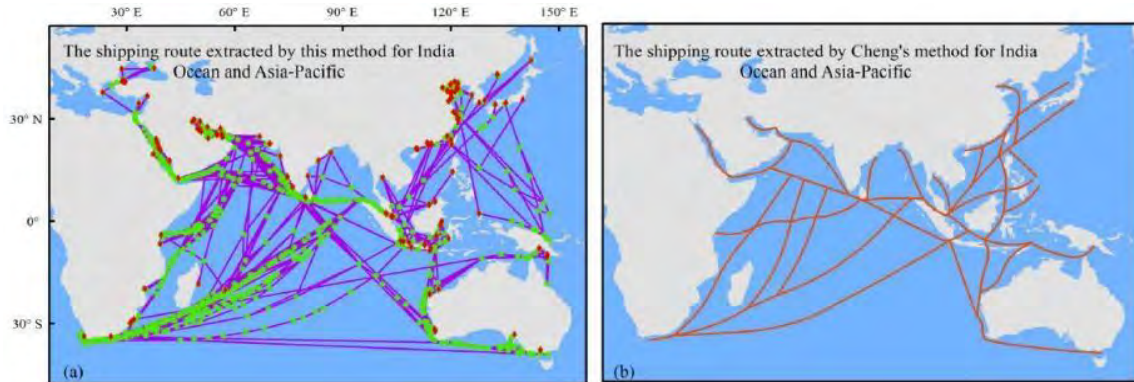 30° E 60° E 90° E 120° E 150° E
The shipping route extracted by this method for India
Ocean and Asia-Pacific
30° N
0°
30° S
(a)
The shipping route extracted by Cheng's method for India
Ocean and Asia-Pacific
(b)